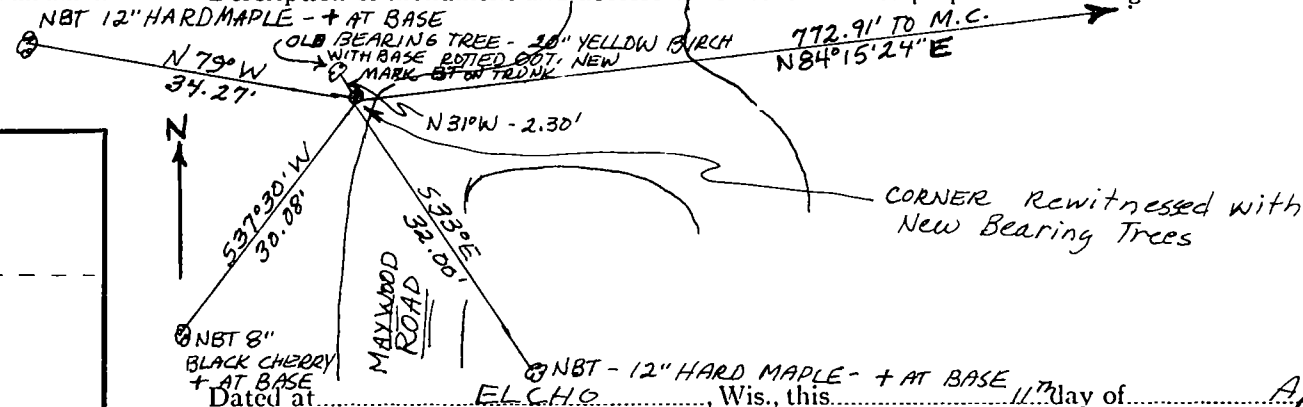 NBT 12" HARDMAPLE - + AT BASE
OLD BEARING TREE - 20" YELLOW BIRCH
WITH BASE ROTTED OUT, NEW
MARK BT ON TRUNK
772.91' TO M.C.
N84°15'24"E
N 79° W
34.27'
N
N31°W - 2.30'
S37°30'W
30.08'
S33°E
32.00'
CORNER Rewitnessed with
New Bearing Trees
MAYWOOD
ROAD
NBT 8"
BLACK CHERRY
+ AT BASE
NBT - 12" HARD MAPLE - + AT BASE
Dated at ELCHO, Wis., this 11th day of